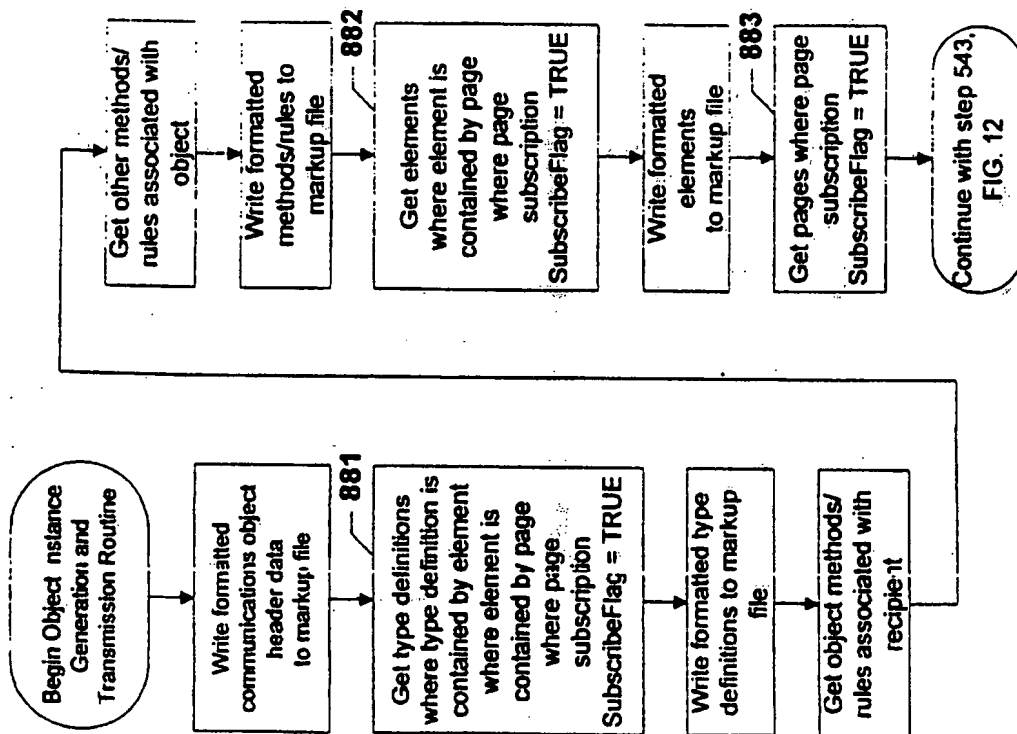 Begin Object nstance
Generation and
Transmission Routine
Write formatted
communications object
header data
to markup file
881
Get type definitions
where type definition is
contained by element
where element is
contained by page
where page
subscription
SubscribeFlag = TRUE
Write formatted type
definitions to markup
file
Get object methods/
rules associated with
recipient
Get other methods/
rules associated with
object
Write formatted
methods/rules to
markup file
882
Get elements
where element is
contained by page
where page
subscription
SubscribeFlag = TRUE
Write formatted
elements
to markup file
883
Get pages where page
subscription
SubscribeFlag = TRUE
Continue with step 543,
FIG. 12